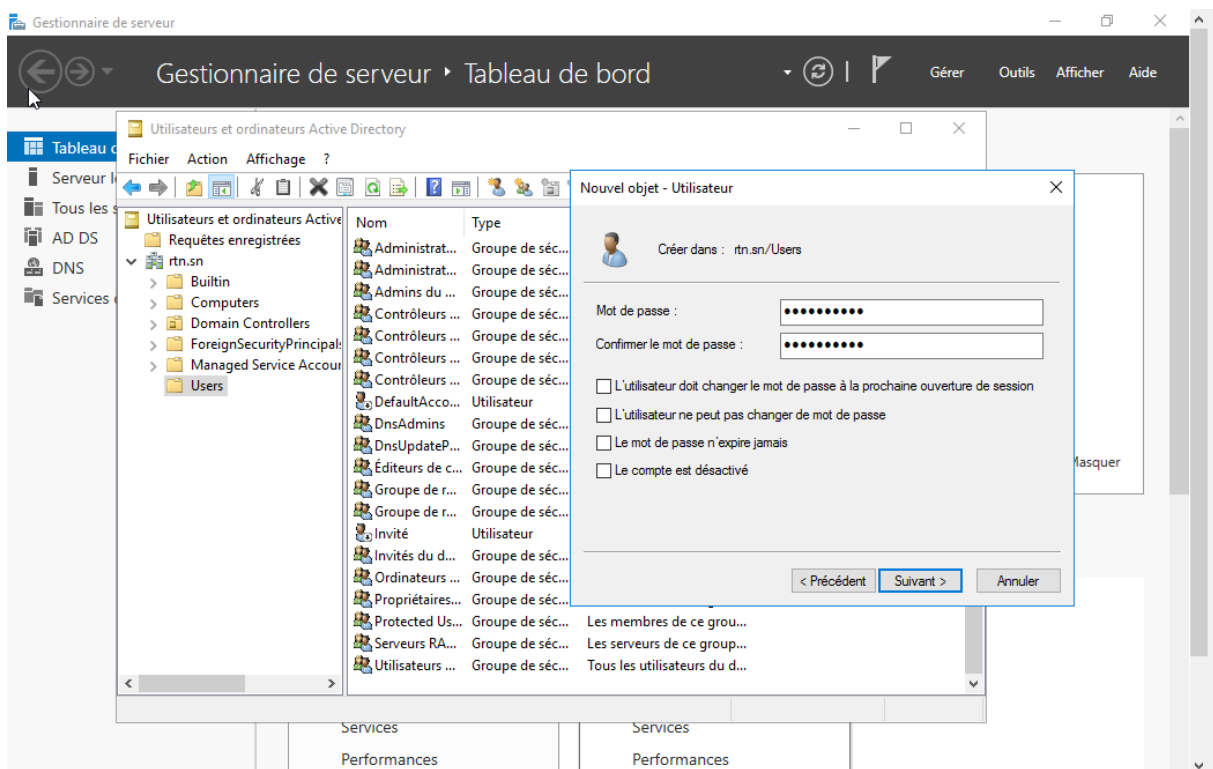 Gestionnaire de serveur
Gestionnaire de serveur ‣ Tableau de bord
Gérer Outils Afficher Aide
Tableau d
Serveur l
Tous les s
AD DS
DNS
Services
Utilisateurs et ordinateurs Active Directory
Fichier Action Affichage ?
Utilisateurs et ordinateurs Active
Requêtes enregistrées
rtn.sn
Builtin
Computers
Domain Controllers
ForeignSecurityPrincipals
Managed Service Accour
Users
Nom Type
Administrat... Groupe de séc...
Administrat... Groupe de séc...
Admins du ... Groupe de séc...
Contrôleurs ... Groupe de séc...
Contrôleurs ... Groupe de séc...
Contrôleurs ... Groupe de séc...
Contrôleurs ... Groupe de séc...
DefaultAcco... Utilisateur
DnsAdmins Groupe de séc...
DnsUpdateP... Groupe de séc...
Éditeurs de c... Groupe de séc...
Groupe de r... Groupe de séc...
Groupe de r... Groupe de séc...
Invité Utilisateur
Invités du d... Groupe de séc...
Ordinateurs ... Groupe de séc...
Propriétaires... Groupe de séc...
Protected Us... Groupe de séc... Les membres de ce grou...
Serveurs RA... Groupe de séc... Les serveurs de ce group...
Utilisateurs ... Groupe de séc... Tous les utilisateurs du d...
Nouvel objet - Utilisateur
Créer dans : rtn.sn/Users
Mot de passe : ●●●●●●●●●●
Confirmer le mot de passe : ●●●●●●●●●●
L'utilisateur doit changer le mot de passe à la prochaine ouverture de session
L'utilisateur ne peut pas changer de mot de passe
Le mot de passe n'expire jamais
Le compte est désactivé
< Précédent Suivant > Annuler
Masquer
Services Services
Performances Performances